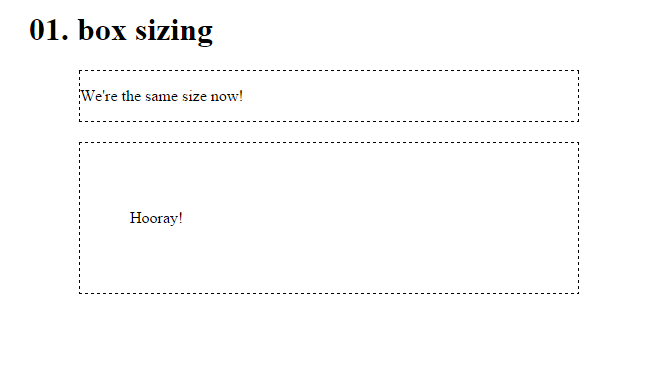 01. box sizing
We're the same size now!
Hooray!